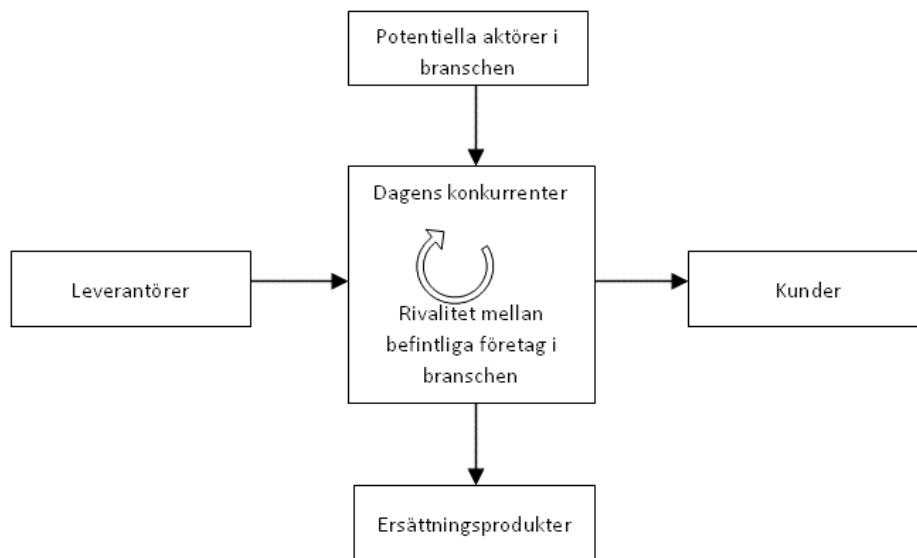 Potentiella aktörer i
branschen
Dagens konkurrenter
Leverantörer
Rivalitet mellan
befintliga företag i
branschen
Kunder
Ersättningsprodukter